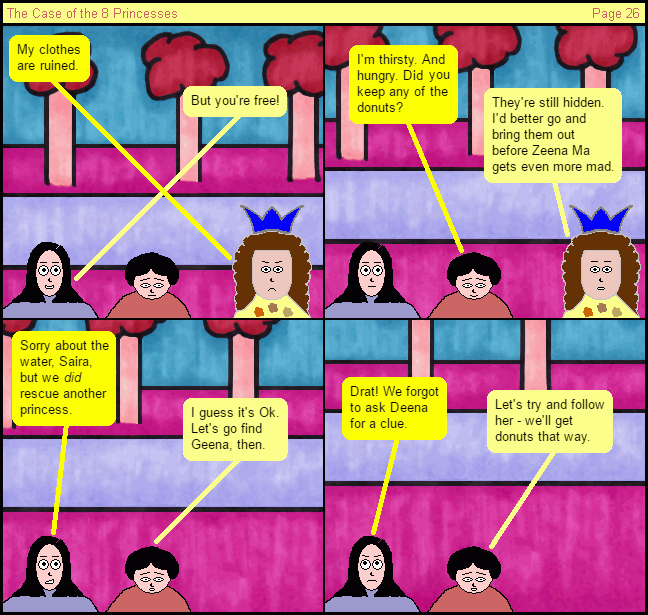 The Case of the 8 Princesses
Page 26
My clothes
are ruined.
But you're free!
I'm thirsty. And
hungry. Did you
keep any of the
donuts?
They're still hidden.
I'd better go and
bring them out
before Zeena Ma
gets even more mad.
Sorry about the
water, Saira,
but we did
rescue another
princess.
I guess it's Ok.
Let's go find
Geena, then.
Drat! We forgot
to ask Deena
for a clue.
Let's try and follow
her - we'll get
donuts that way.